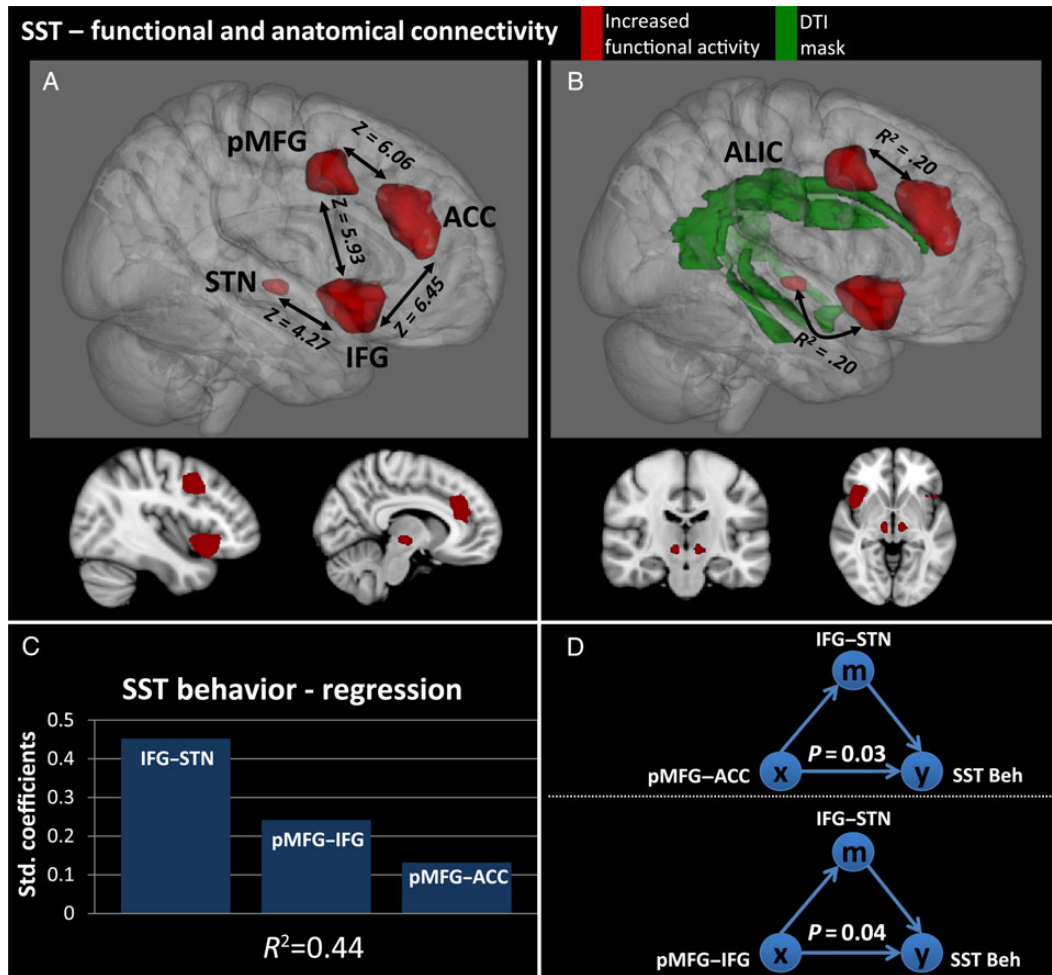 SST – functional and anatomical connectivity
Increased
functional activity
DTI
mask
A
pMFG
Z = 6.06
ACC
Z = 5.93
STN
Z = 4.27
Z = 6.45
IFG
B
ALIC
R² = .20
R² = .20
C
SST behavior - regression
Std. coefficients
0.5
0.4
0.3
0.2
0.1
0
IFG–STN
pMFG–IFG
pMFG–ACC
R²=0.44
D
IFG–STN
m
P = 0.03
pMFG–ACC
x
y
SST Beh
IFG–STN
m
P = 0.04
pMFG–IFG
x
y
SST Beh